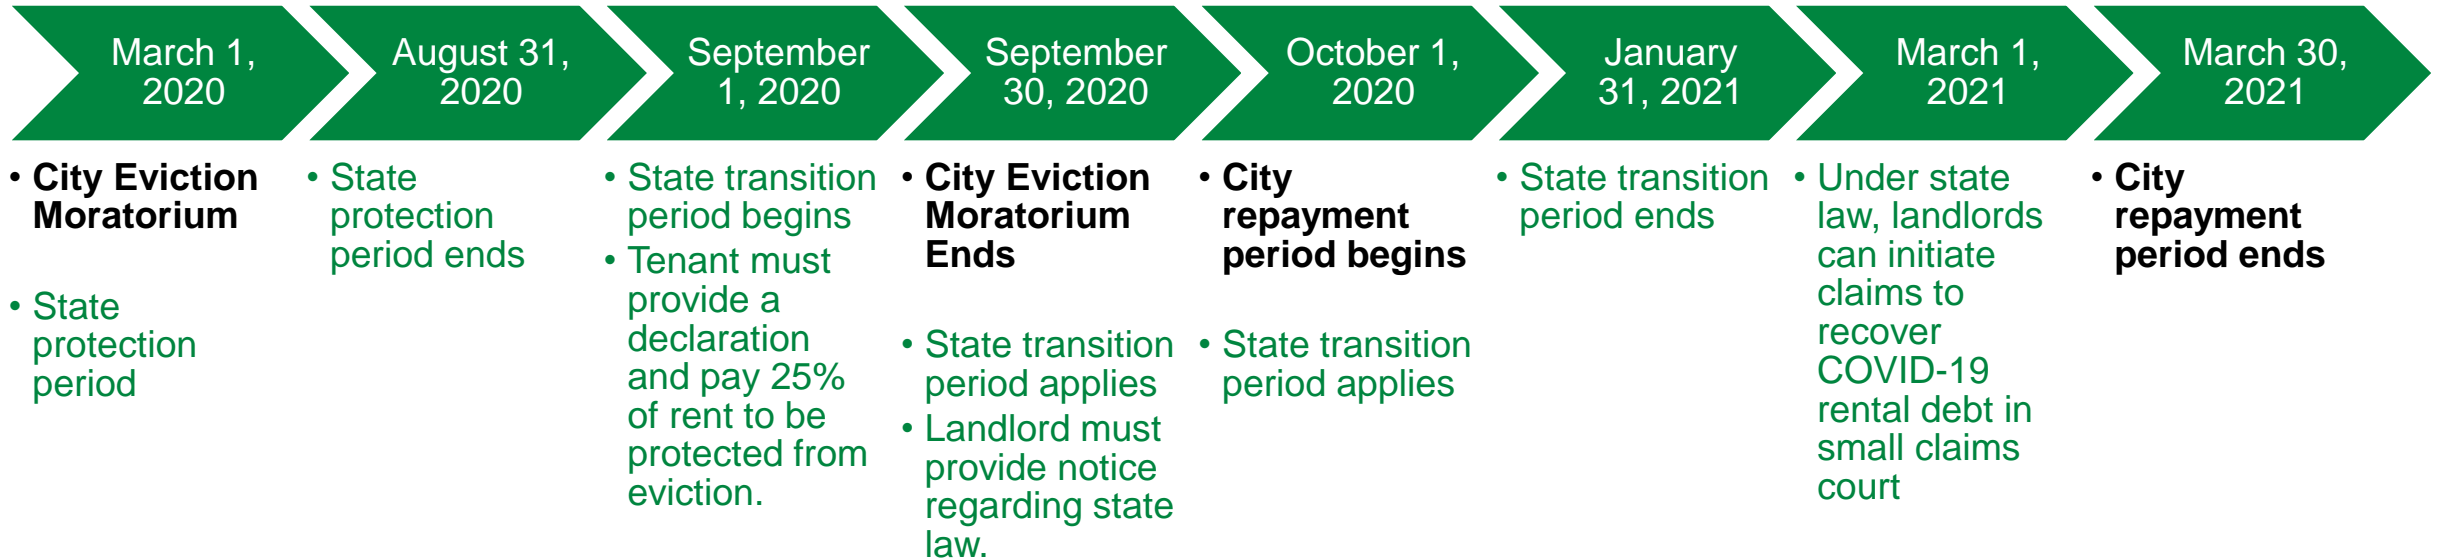 March 1,
2020
August 31,
2020
September
1, 2020
September
30, 2020
October 1,
2020
January
31, 2021
March 1,
2021
March 30,
2021
• City Eviction
Moratorium
• State
protection
period
• State
protection
period ends
• State transition
period begins
• Tenant must
provide a
declaration
and pay 25%
of rent to be
protected from
eviction.
• City Eviction
Moratorium
Ends
• State transition
period applies
• Landlord must
provide notice
regarding state
law.
• City
repayment
period begins
• State transition
period applies
• State transition
period ends
• Under state
law, landlords
can initiate
claims to
recover
COVID-19
rental debt in
small claims
court
• City
repayment
period ends